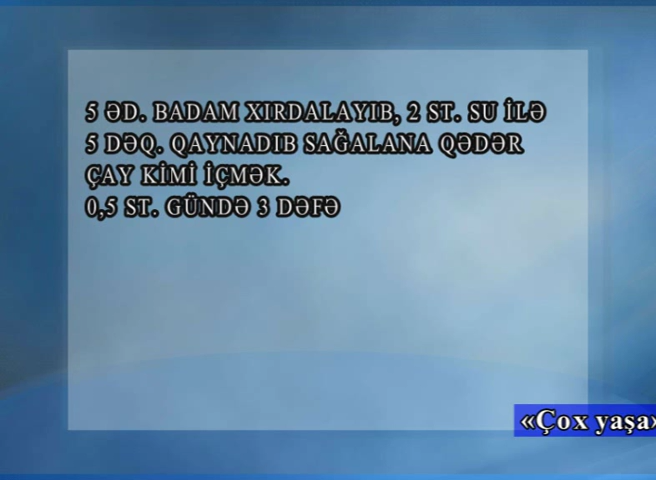 5 ƏD. BADAM XIRDALAYIB, 2 ST. SU İLƏ
5 DƏQ. QAYNADIB SAĞALANA QƏDƏR
ÇAY KİMİ İÇMƏK.
0,5 ST. GÜNDƏ 3 DƏFƏ
«Çox yaşa»